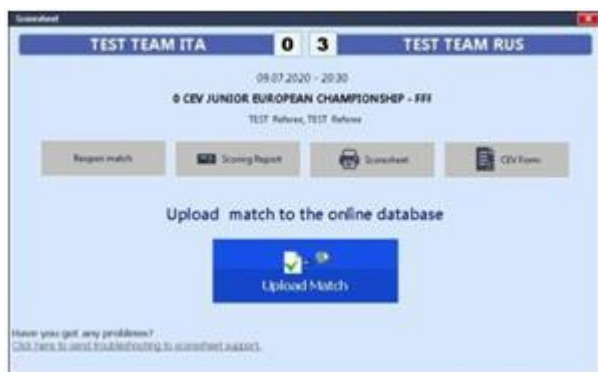 Scoresheet
TEST TEAM ITA 0 3 TEST TEAM RUS
09.07.2020 - 20:30
0 CEV JUNIOR EUROPEAN CHAMPIONSHIP - FFF
TEST Referee, TEST Referee
Reopen match Scoring Report Scoresheet CEV Form
Upload match to the online database
Upload Match
Have you got any problems?
Click here to send troubleshooting to scoresheet support.